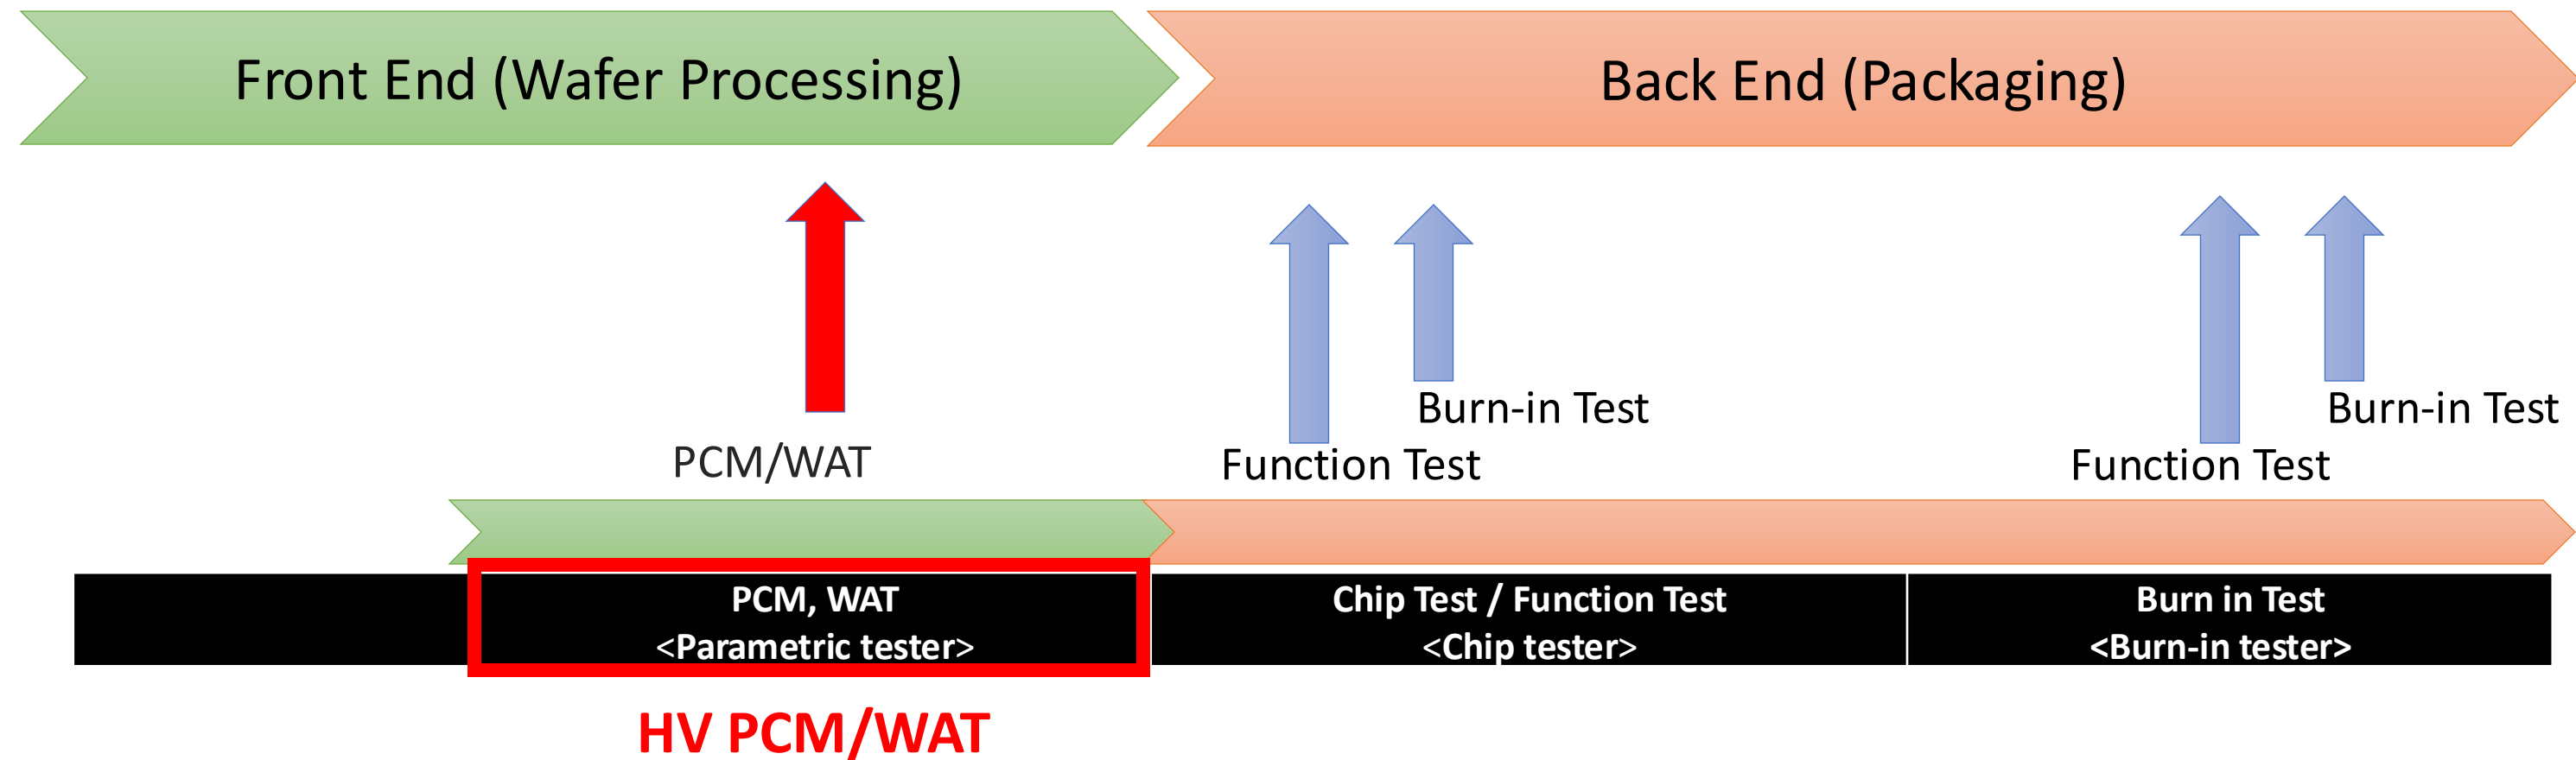 Front End (Wafer Processing)
Back End (Packaging)
Burn-in Test
Burn-in Test
PCM/WAT
Function Test
Function Test
PCM, WAT
<Parametric tester>
Chip Test / Function Test
<Chip tester>
Burn in Test
<Burn-in tester>
HV PCM/WAT